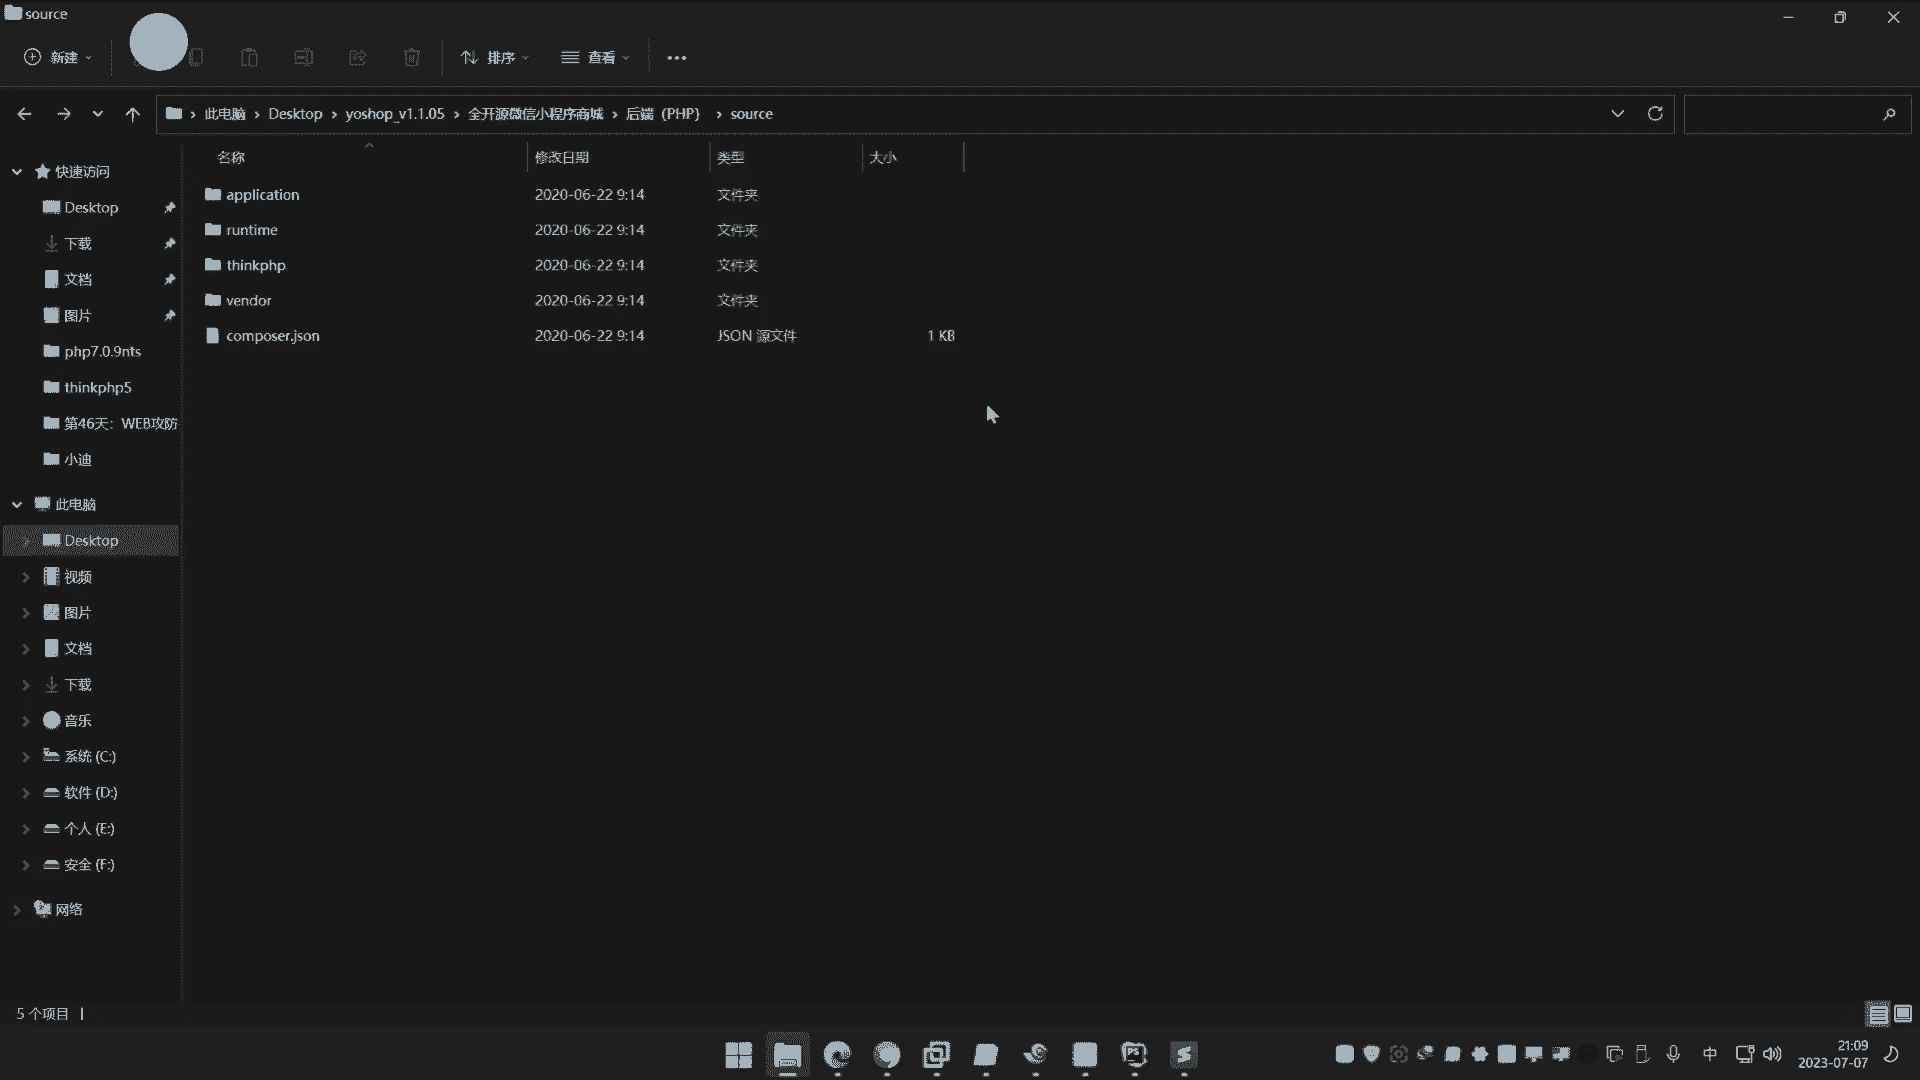 source
新建
排序
查看
此电脑 Desktop yoshop_v1.1.05 全开源微信小程序商城 后端（PHP） source
名称 修改日期 类型 大小
application 2020-06-22 9:14 文件夹
runtime 2020-06-22 9:14 文件夹
thinkphp 2020-06-22 9:14 文件夹
vendor 2020-06-22 9:14 文件夹
composer.json 2020-06-22 9:14 JSON 源文件 1 KB
快速访问
Desktop
下载
文档
图片
php7.0.9nts
thinkphp5
第46天：WEB攻防
小迪
此电脑
Desktop
视频
图片
文档
下载
音乐
系统 (C:)
软件 (D:)
个人 (E:)
安全 (F:)
网络
5 个项目
PS
中
21:09
2023-07-07